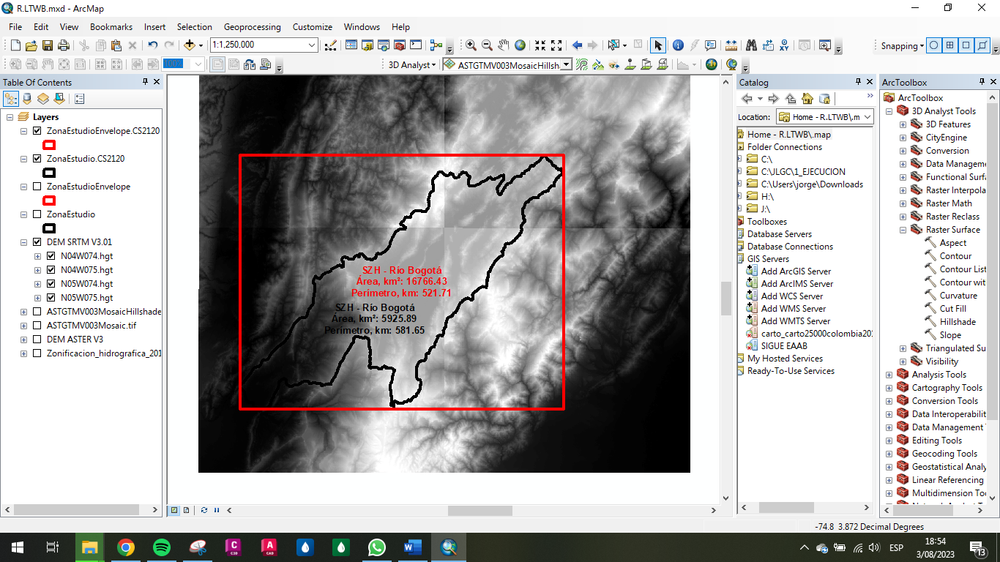 R.LTWB.mxd - ArcMap
File Edit View Bookmarks Insert Selection Geoprocessing Customize Windows Help
1:1,250,000
Snapping
100%
3D Analyst
ASTGTMV003MosaicHillsh
Table Of Contents
Layers
ZonaEstudioEnvelope.CS2120
ZonaEstudio.CS2120
ZonaEstudioEnvelope
ZonaEstudio
DEM SRTM V3.01
N04W074.hgt
N04W075.hgt
N05W074.hgt
N05W075.hgt
ASTGTMV003MosaicHillshade
ASTGTMV003Mosaic.tif
DEM ASTER V3
Zonificacion_hidrografica_201
SZH - Río Bogotá
Área, km²: 16766.43
Perímetro, km: 521.71
SZH - Río Bogotá
Área, km²: 5925.89
Perímetro, km: 581.65
Catalog
Location: Home - R.LTWB\.m
Home - R.LTWB\.map
Folder Connections
C:\
C:\JLGC\1_EJECUCION
C:\Users\jorge\Downloads
H:\
J:\
Toolboxes
Database Servers
Database Connections
GIS Servers
Add ArcGIS Server
Add ArcIMS Server
Add WCS Server
Add WMS Server
Add WMTS Server
carto_carto25000colombia201
SIGUE EAAB
My Hosted Services
Ready-To-Use Services
ArcToolbox
ArcToolbox
3D Analyst Tools
3D Features
CityEngine
Conversion
Data Managem
Functional Surf
Raster Interpola
Raster Math
Raster Reclass
Raster Surface
Aspect
Contour
Contour List
Contour wit
Curvature
Cut Fill
Hillshade
Slope
Triangulated Su
Visibility
Analysis Tools
Cartography Tools
Conversion Tools
Data Interoperabilit
Data Management
Editing Tools
Geocoding Tools
Geostatistical Analy
Linear Referencing
Multidimension Too
-74.8 3.872 Decimal Degrees
ESP
18:54
3/08/2023
13